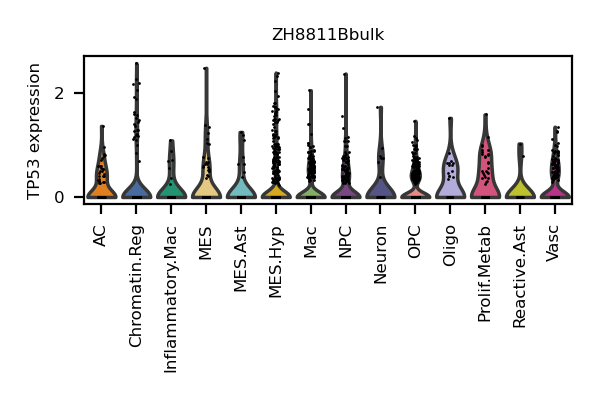 ZH8811Bbulk
TP53 expression
2
0
AC
Chromatin.Reg
Inflammatory.Mac
MES
MES.Ast
MES.Hyp
Mac
NPC
Neuron
OPC
Oligo
Prolif.Metab
Reactive.Ast
Vasc